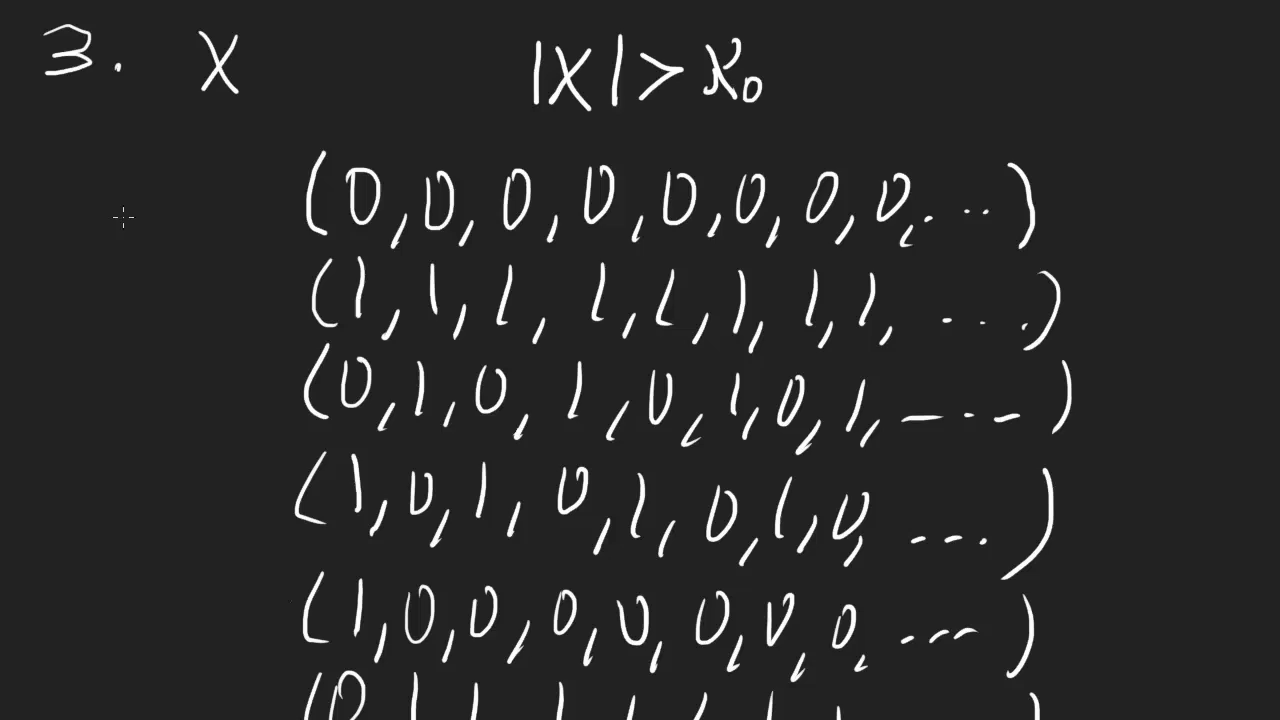 3. X |X| > ℵ₀
(0, 0, 0, 0, 0, 0, 0, 0, ...)
(1, 1, 1, 1, 1, 1, 1, 1, ...)
(0, 1, 0, 1, 0, 1, 0, 1, ...)
(1, 0, 1, 0, 1, 0, 1, 0, ...)
(1, 0, 0, 0, 0, 0, 0, 0, ...)